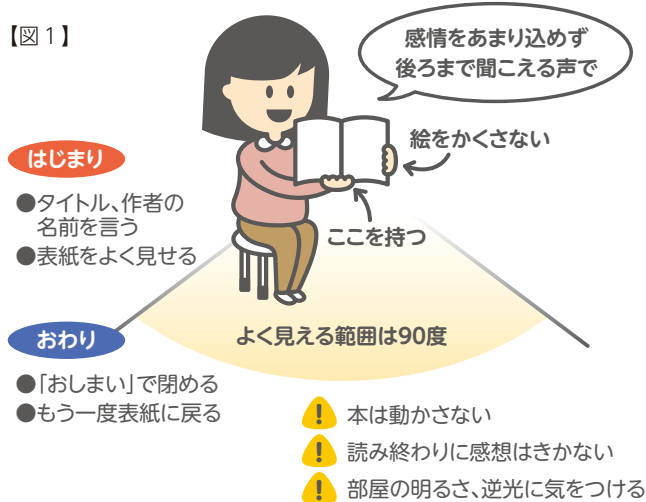 【図1】
感情をあまり込めず
後ろまで聞こえる声で
絵をかくさない
ここを持つ
はじまり
●タイトル、作者の
名前を言う
●表紙をよく見せる
よく見える範囲は90度
おわり
●「おしまい」で閉める
●もう一度表紙に戻る
! 本は動かさない
! 読み終わりに感想はきかない
! 部屋の明るさ、逆光に気をつける